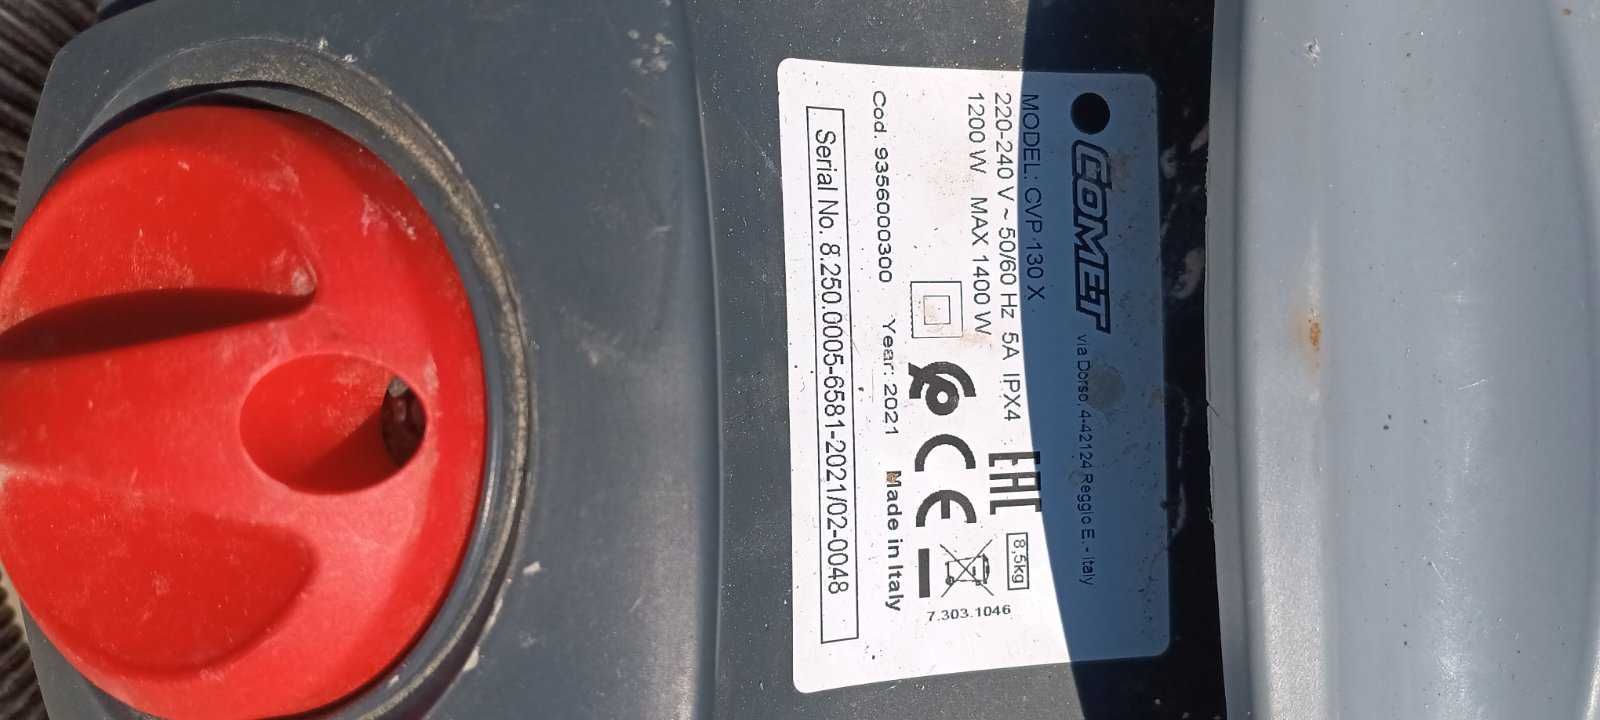 COMET via Dorso, 4-42124 Reggio E. - Italy
MODEL: CVP 130 X
220-240 V ~ 50/60 Hz 5A IPX4
1200 W MAX 1400 W
EAC
8,5kg
CE
7.303.1046
Cod. 9356000300 Year: 2021 Made in Italy
Serial No. 8.250.0005-6581-2021/02-0048